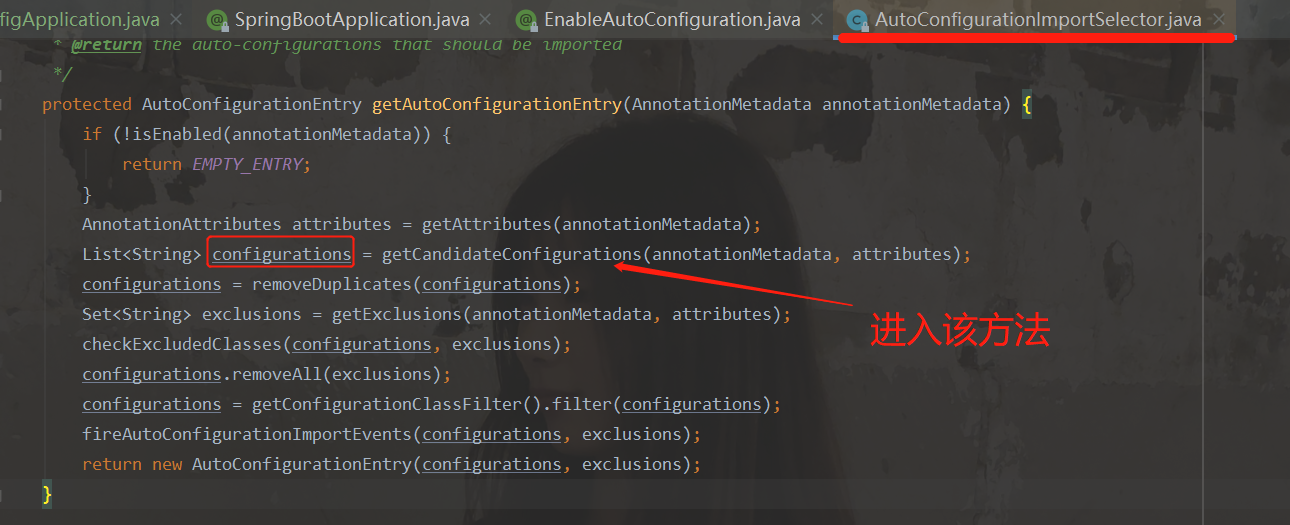 figApplication.java × SpringBootApplication.java × EnableAutoConfiguration.java × AutoConfigurationImportSelector.java ×
* @return the auto-configurations that should be imported
*/
protected AutoConfigurationEntry getAutoConfigurationEntry(AnnotationMetadata annotationMetadata) {
if (!isEnabled(annotationMetadata)) {
return EMPTY_ENTRY;
}
AnnotationAttributes attributes = getAttributes(annotationMetadata);
List<String> configurations = getCandidateConfigurations(annotationMetadata, attributes);
configurations = removeDuplicates(configurations);
Set<String> exclusions = getExclusions(annotationMetadata, attributes);
进入该方法
checkExcludedClasses(configurations, exclusions);
configurations.removeAll(exclusions);
configurations = getConfigurationClassFilter().filter(configurations);
fireAutoConfigurationImportEvents(configurations, exclusions);
return new AutoConfigurationEntry(configurations, exclusions);
}